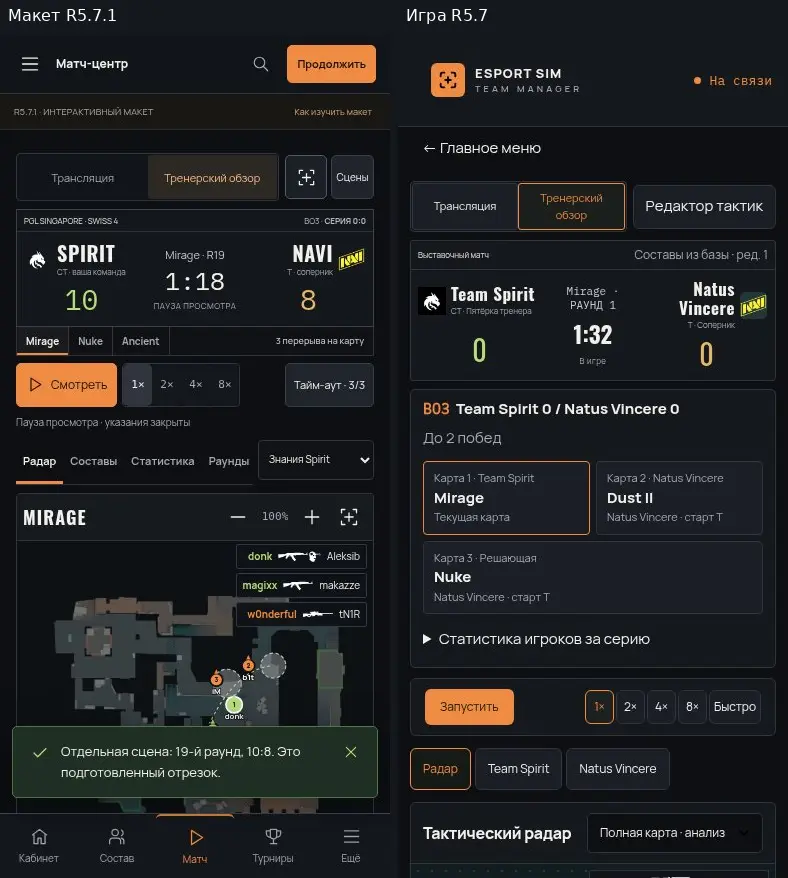 Макет R5.7.1
Матч-центр
Продолжить
R5.7.1 · ИНТЕРАКТИВНЫЙ МАКЕТ
Как изучить макет
Трансляция
Тренерский обзор
Сцены
PGL SINGAPORE · SWISS 4
BO3 · СЕРИЯ 0:0
SPIRIT
CT · ваша команда
10
Mirage · R19
1:18
ПАУЗА ПРОСМОТРА
NAVI
T · соперник
8
Mirage
Nuke
Ancient
3 перерыва на карту
Смотреть
1×
2×
4×
8×
Тайм-аут · 3/3
Пауза просмотра · указания закрыты
Радар
Составы
Статистика
Раунды
Знания Spirit
MIRAGE
100%
donk
Aleksib
magixx
makazze
w0nderful
tN1R
2
b1t
3
iM
1
donk
Отдельная сцена: 19-й раунд, 10:8. Это
подготовленный отрезок.
Кабинет
Состав
Матч
Турниры
Ещё
Игра R5.7
ESPORT SIM
TEAM MANAGER
На связи
← Главное меню
Трансляция
Тренерский
обзор
Редактор тактик
Выставочный матч
Составы из базы · ред. 1
Team Spirit
CT · Пятёрка тренера
0
Mirage ·
РАУНД 1
1:32
В игре
Natus
Vincere
T · Соперник
0
BO3 Team Spirit 0 / Natus Vincere 0
До 2 побед
Карта 1 · Team Spirit
Mirage
Текущая карта
Карта 2 · Natus Vincere
Dust II
Natus Vincere · старт T
Карта 3 · Решающая
Nuke
Natus Vincere · старт T
Статистика игроков за серию
Запустить
1×
2×
4×
8×
Быстро
Радар
Team Spirit
Natus Vincere
Тактический радар
Полная карта · анализ